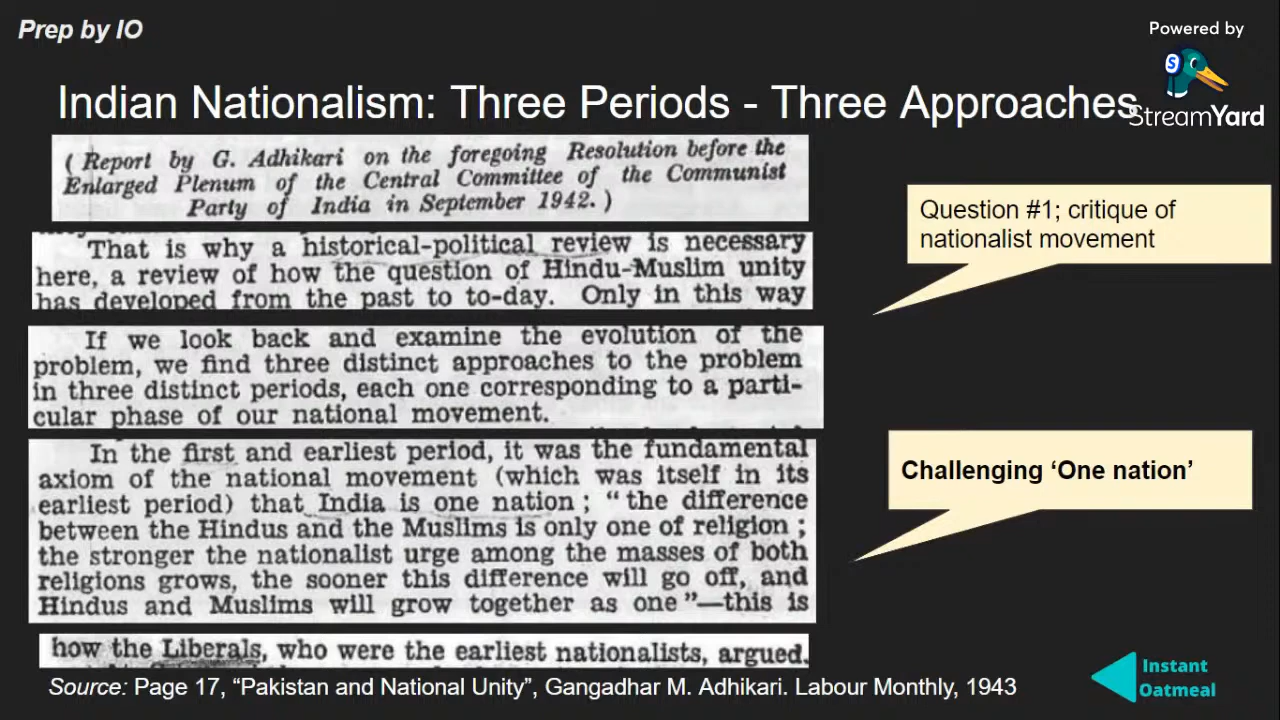 Prep by IO
Powered by
StreamYard
Indian Nationalism: Three Periods - Three Approaches
( Report by G. Adhikari on the foregoing Resolution before the
Enlarged Plenum of the Central Committee of the Communist
Party of India in September 1942. )
Question #1; critique of
nationalist movement
That is why a historical-political review is necessary
here, a review of how the question of Hindu-Muslim unity
has developed from the past to to-day. Only in this way
If we look back and examine the evolution of the
problem, we find three distinct approaches to the problem
in three distinct periods, each one corresponding to a parti-
cular phase of our national movement.
Challenging ‘One nation’
In the first and earliest period, it was the fundamental
axiom of the national movement (which was itself in its
earliest period) that India is one nation ; “ the difference
between the Hindus and the Muslims is only one of religion ;
the stronger the nationalist urge among the masses of both
religions grows, the sooner this difference will go off, and
Hindus and Muslims will grow together as one ”—this is
how the Liberals, who were the earliest nationalists, argued.
Source: Page 17, “Pakistan and National Unity”, Gangadhar M. Adhikari. Labour Monthly, 1943
Instant
Oatmeal